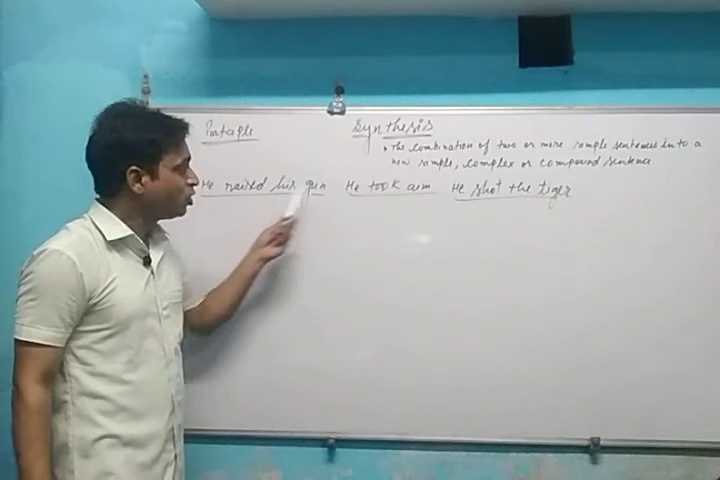 Participle
Synthesis
• The combination of two or more simple sentences into a
new simple, complex or compound sentence
He raised his gun He took aim He shot the tiger